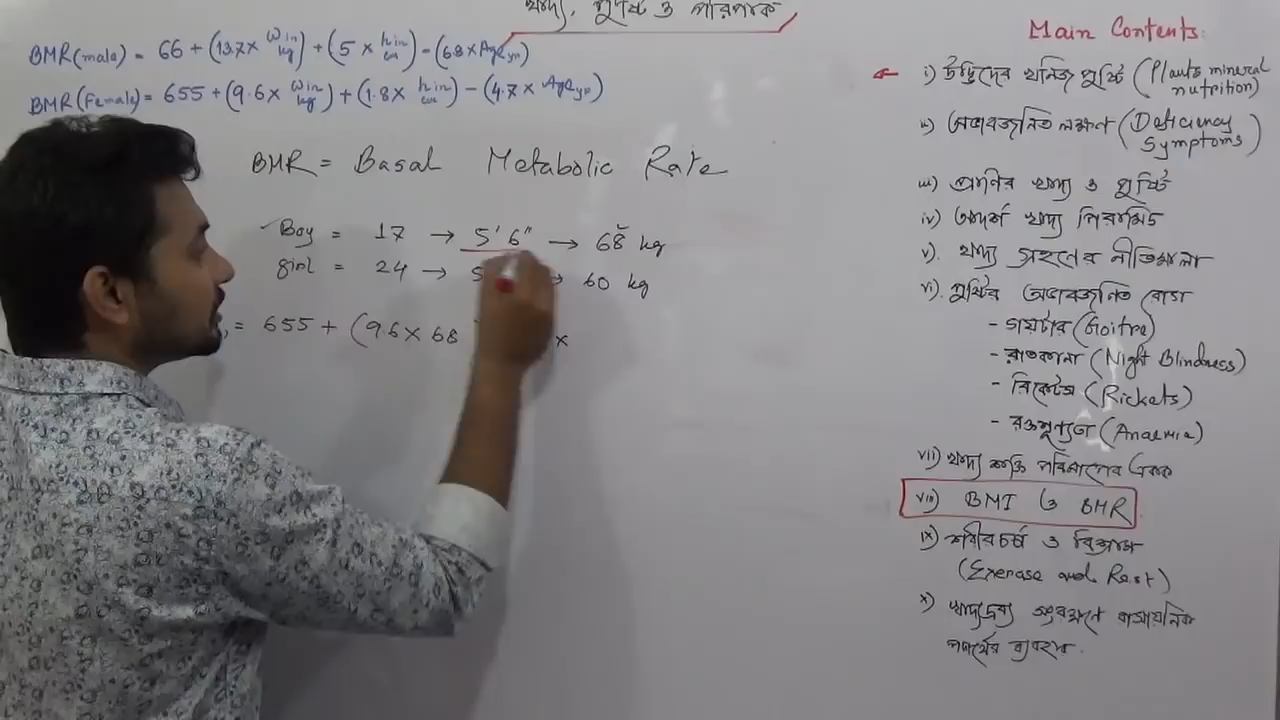 খাদ্য, পুষ্টি ও পরিপাক
BMR(male) = 66 + (13.7 x W in kg) + (5 x h in cm) - (6.8 x Age yr)
BMR(Female) = 655 + (9.6 x W in kg) + (1.8 x h in cm) - (4.7 x Age yr)
BMR = Basal Metabolic Rate
Boy = 17 → 5' 6" → 68 kg
girl = 24 → 5 → 60 kg
= 655 + (9.6 x 68 x
Main Contents:
i) উদ্ভিদের খনিজ পুষ্টি (Plants mineral nutrition)
ii) অভাবজনিত লক্ষণ (Deficiency Symptoms)
iii) প্রাণির খাদ্য ও পুষ্টি
iv) আদর্শ খাদ্য পিরামিড
v). খাদ্য গ্রহণের নীতিমালা
vi). পুষ্টির অভাবজনিত রোগ
- গয়টার (Goitre)
- রাতকানা (Night Blindness)
- রিকেটস (Rickets)
- রক্তশূন্যতা (Anaemia)
vii) খাদ্য শক্তি পরিমাপের একক
viii) BMI ও BMR
ix) শরীরচর্চা ও বিশ্রাম
(Exercise and Rest)
x) খাদ্যদ্রব্য সংরক্ষণে রাসায়নিক
পদার্থের ব্যবহার.